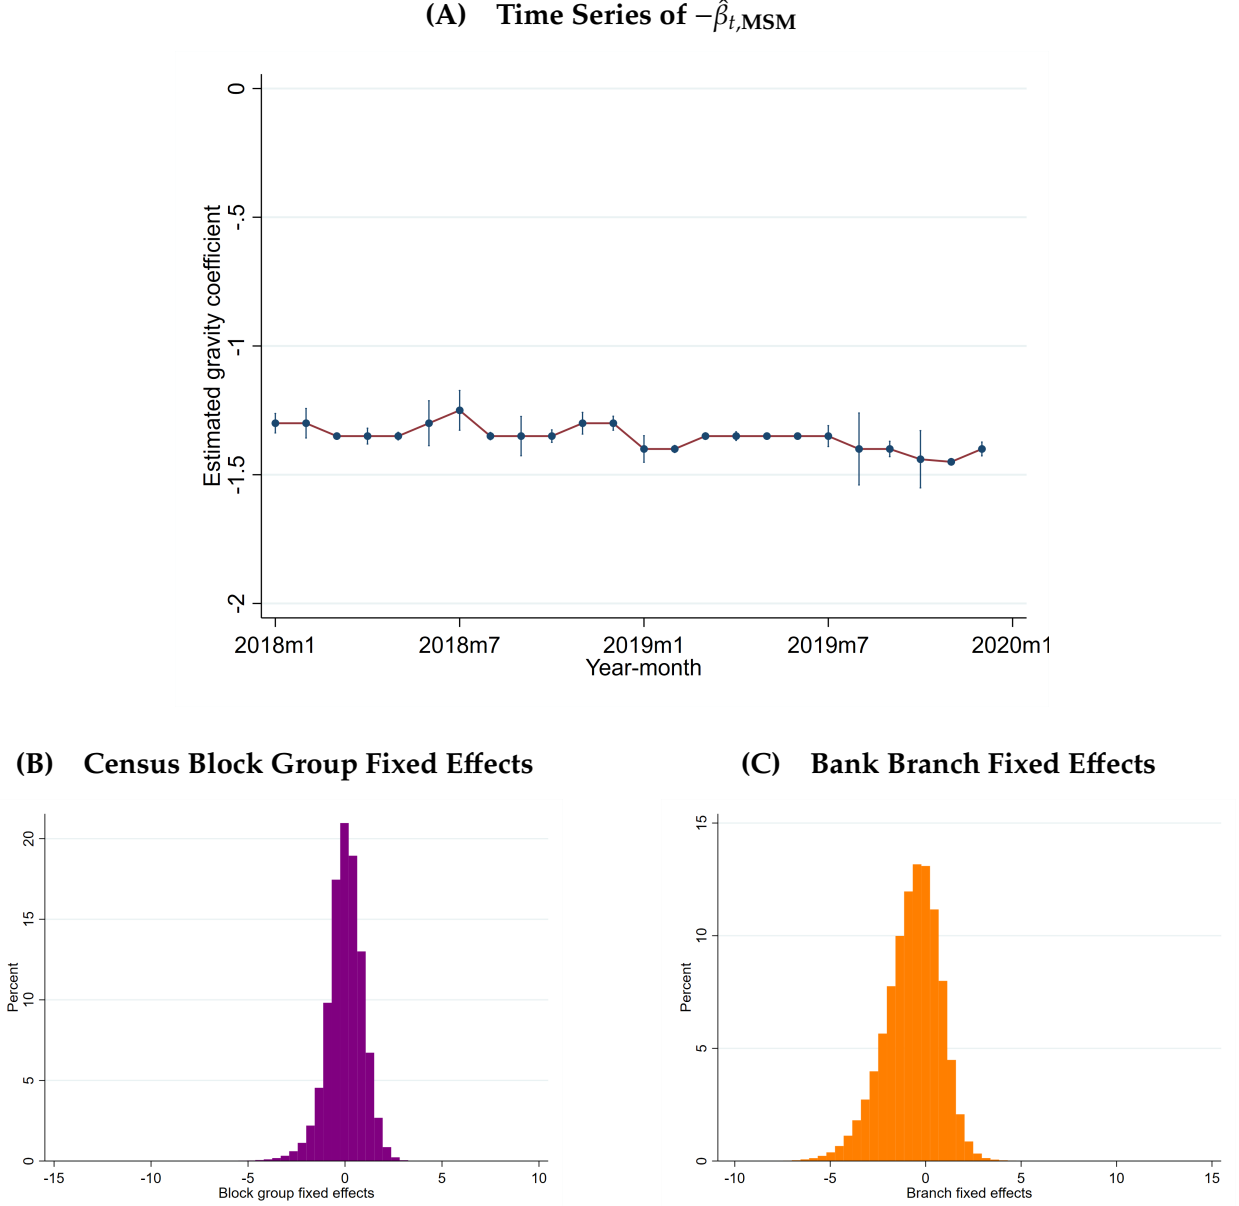 (A) Time Series of −β̂t,MSM
Estimated gravity coefficient
0
-.5
-1
-1.5
-2
2018m1 2018m7 2019m1 2019m7 2020m1
Year-month
(B) Census Block Group Fixed Effects
Percent
20
15
10
5
0
-15 -10 -5 0 5 10
Block group fixed effects
(C) Bank Branch Fixed Effects
Percent
15
10
5
0
-10 -5 0 5 10 15
Branch fixed effects